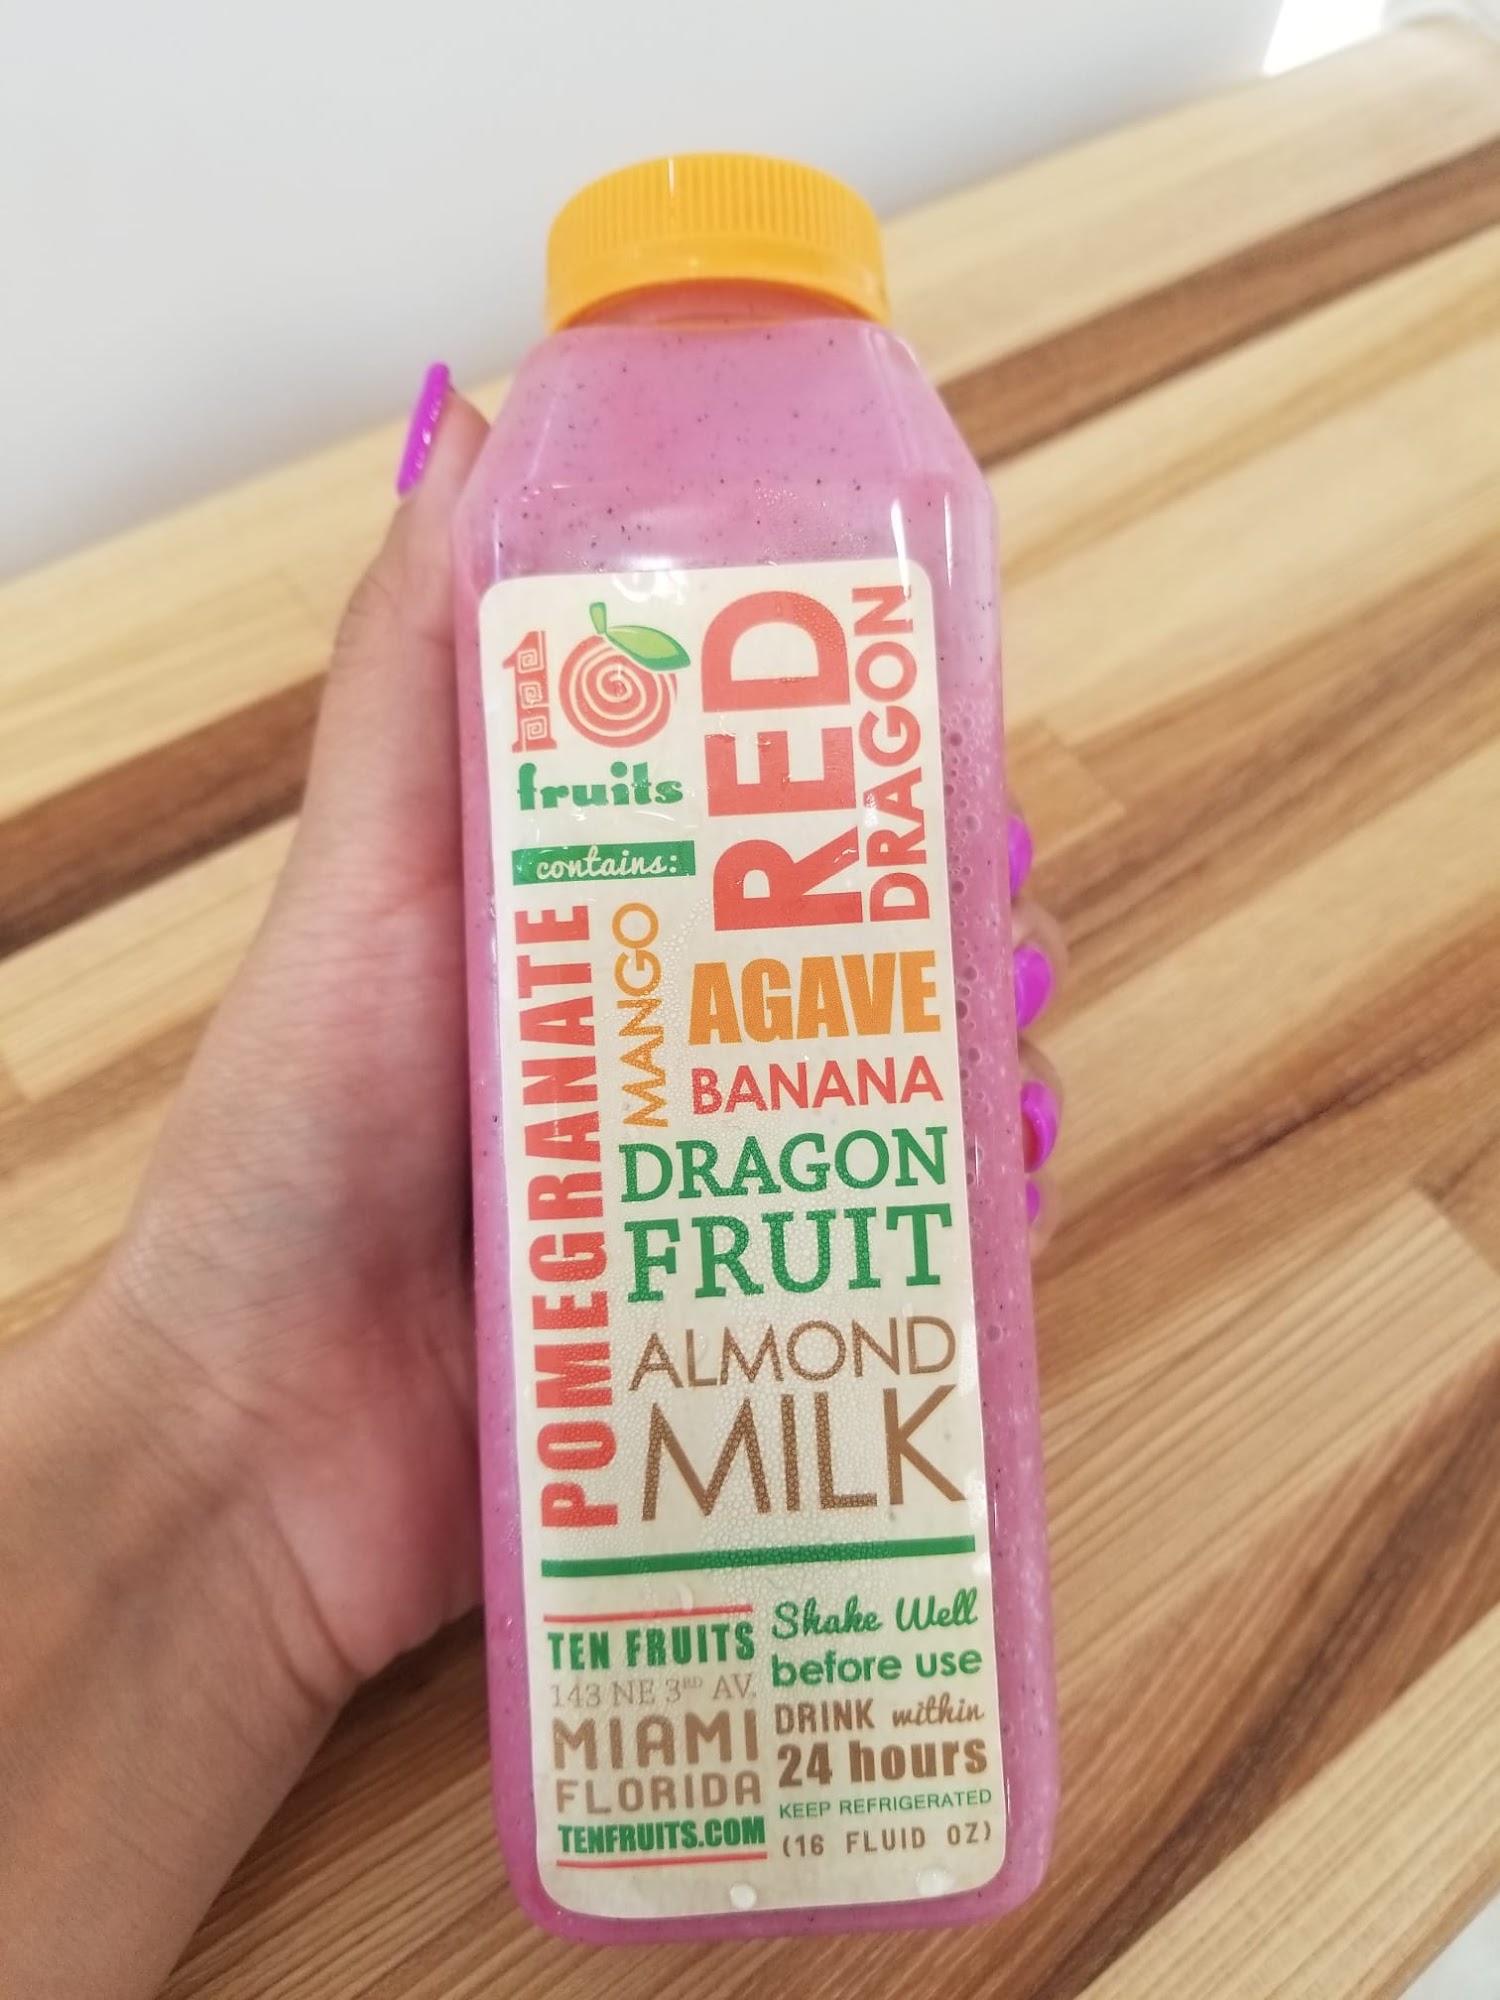 10
fruits
RED
DRAGON
contains:
POMEGRANATE
MANGO
AGAVE
BANANA
DRAGON
FRUIT
ALMOND
MILK
TEN FRUITS
143 NE 3RD AV.
MIAMI
FLORIDA
TENFRUITS.COM
Shake Well
before use
DRINK within
24 hours
KEEP REFRIGERATED
(16 FLUID OZ)